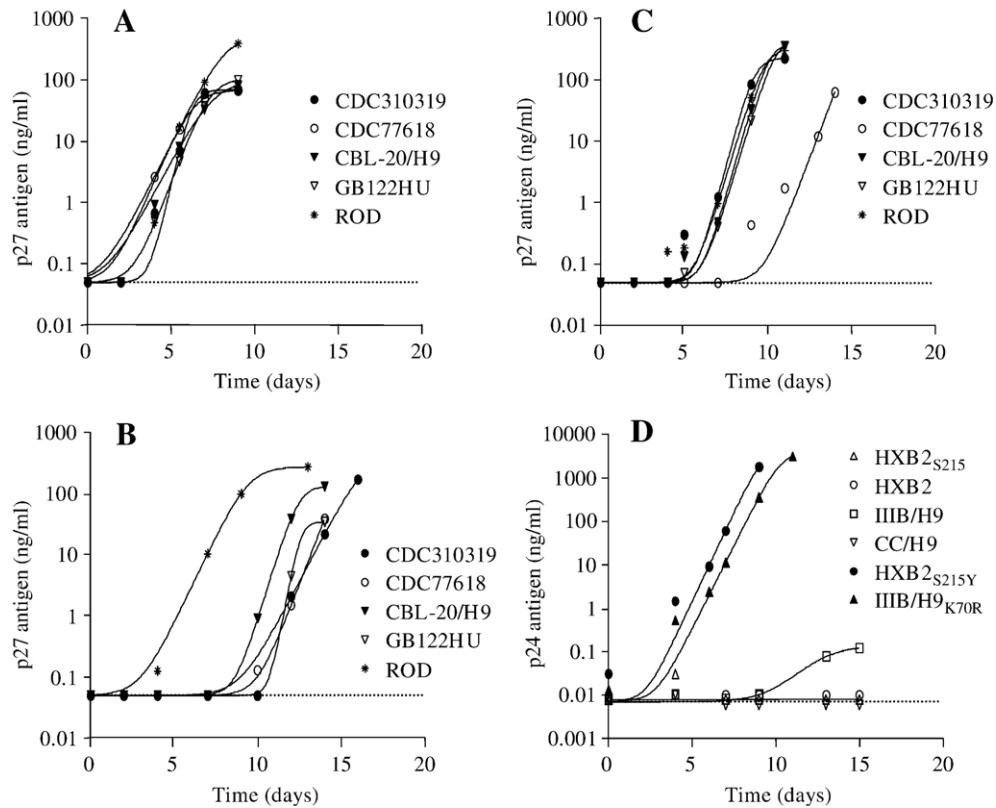 A
p27 antigen (ng/ml)
1000
100
10
1
0.1
0.01
0
5
10
15
20
Time (days)
CDC310319
CDC77618
CBL-20/H9
GB122HU
ROD
C
p27 antigen (ng/ml)
1000
100
10
1
0.1
0.01
0
5
10
15
20
Time (days)
CDC310319
CDC77618
CBL-20/H9
GB122HU
ROD
B
p27 antigen (ng/ml)
1000
100
10
1
0.1
0.01
0
5
10
15
20
Time (days)
CDC310319
CDC77618
CBL-20/H9
GB122HU
ROD
D
p24 antigen (ng/ml)
10000
1000
100
10
1
0.1
0.01
0.001
0
5
10
15
20
Time (days)
HXB2S215
HXB2
IIIB/H9
CC/H9
HXB2S215Y
IIIB/H9K70R